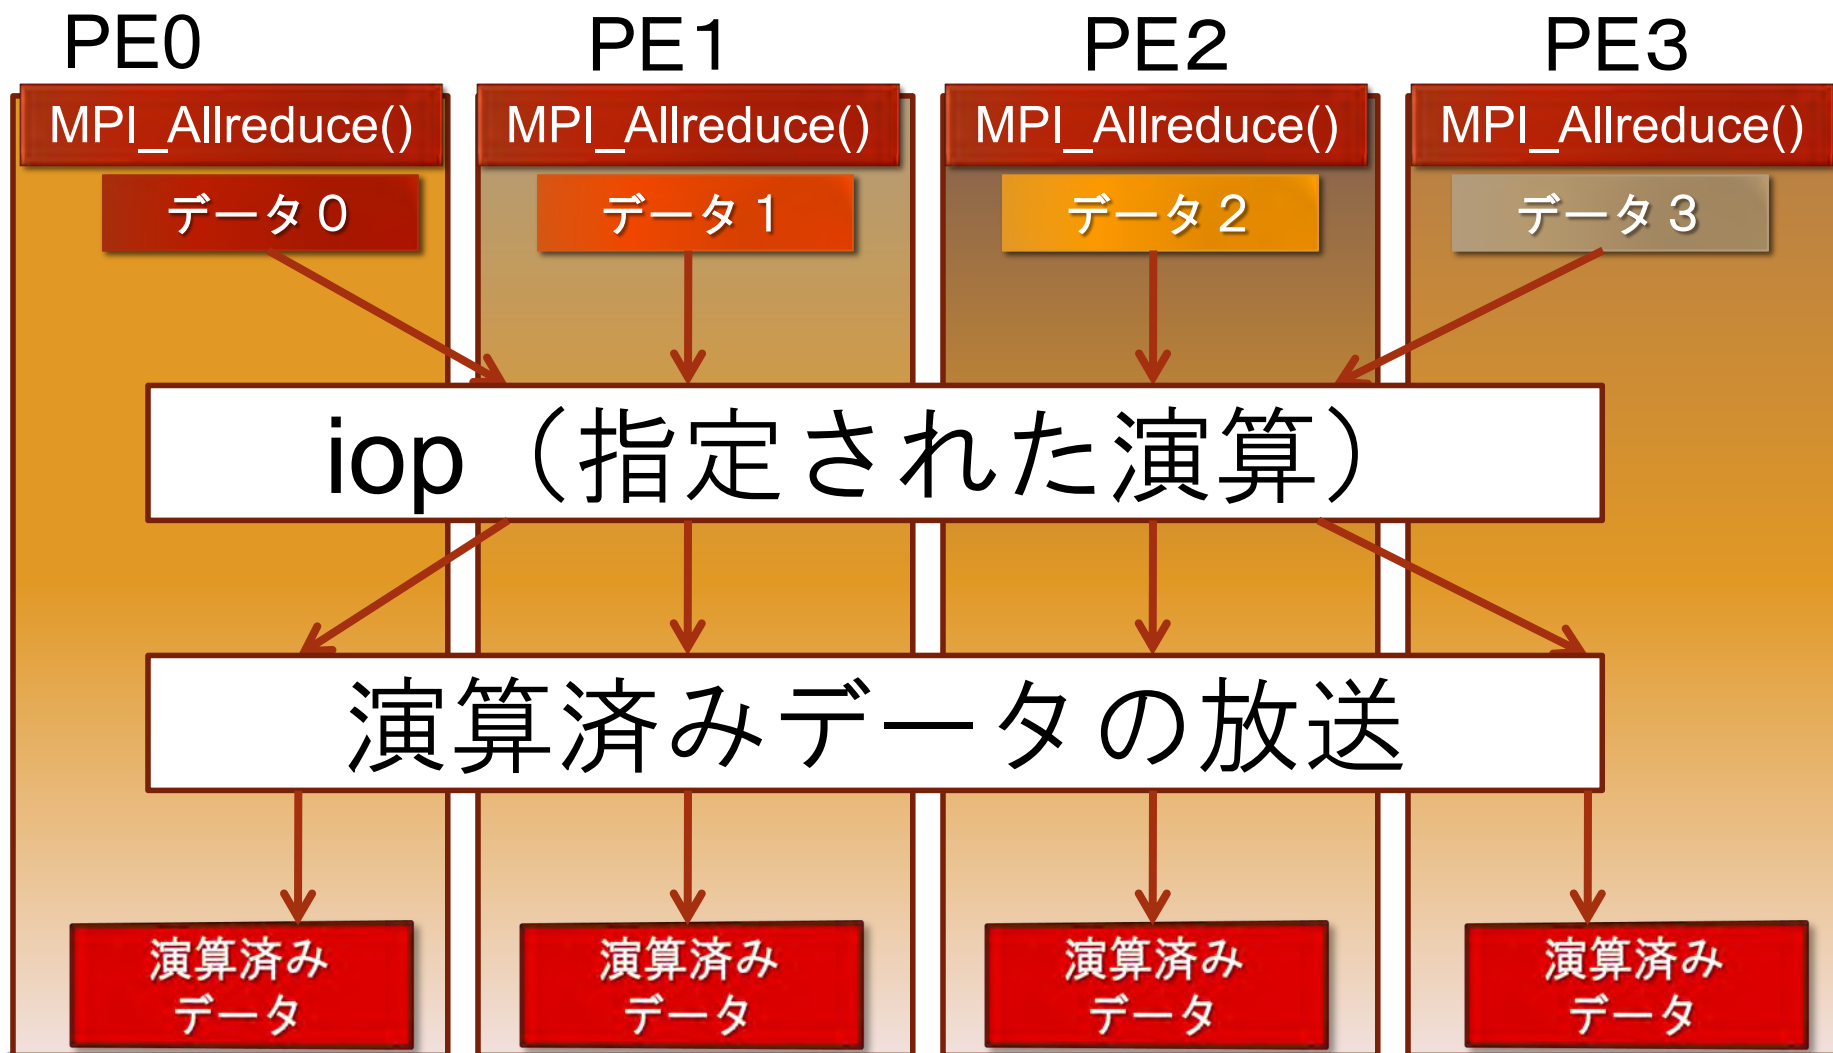 PE0
PE1
PE2
PE3
MPI_Allreduce()
MPI_Allreduce()
MPI_Allreduce()
MPI_Allreduce()
データ０
データ１
データ２
データ３
iop（指定された演算）
演算済みデータの放送
演算済み
データ
演算済み
データ
演算済み
データ
演算済み
データ